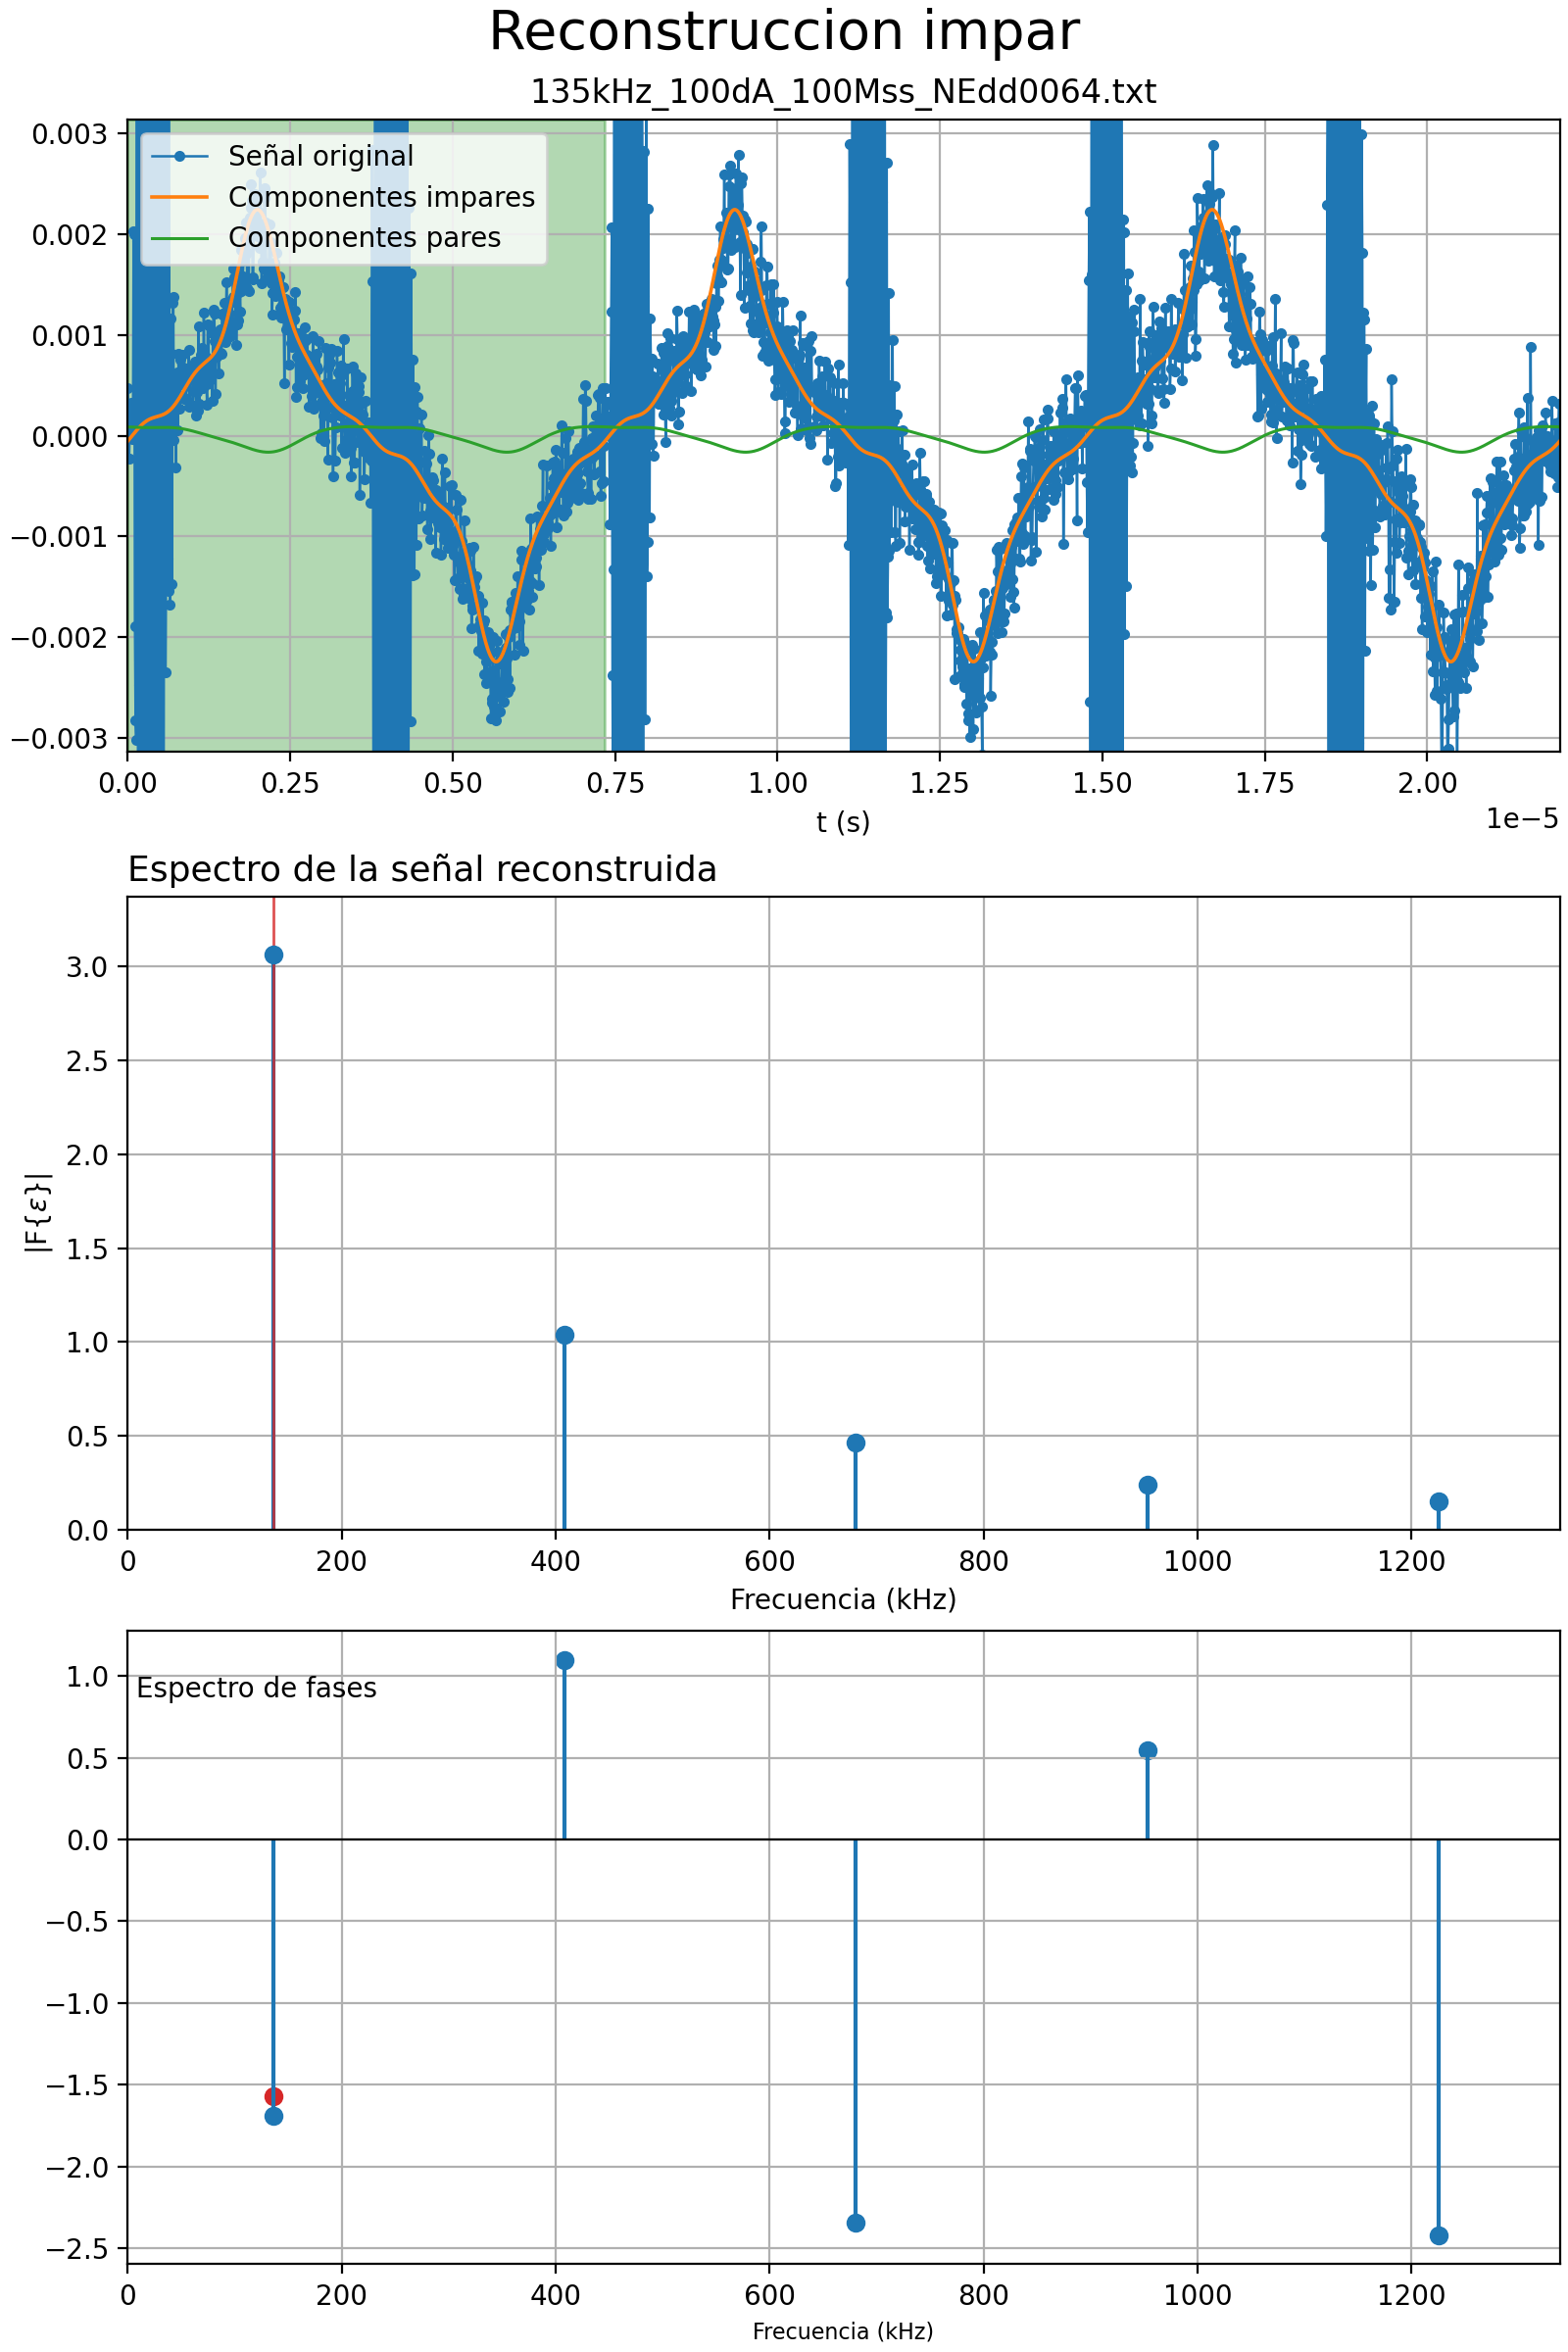 Reconstruccion impar
135kHz_100dA_100Mss_NEdd0064.txt
0.003
0.002
0.001
0.000
−0.001
−0.002
−0.003
Señal original
Componentes impares
Componentes pares
0.00 0.25 0.50 0.75 1.00 1.25 1.50 1.75 2.00
t (s)
1e−5
Espectro de la señal reconstruida
3.0
2.5
2.0
1.5
1.0
0.5
0.0
|F{ε}|
0 200 400 600 800 1000 1200
Frecuencia (kHz)
Espectro de fases
1.0
0.5
0.0
−0.5
−1.0
−1.5
−2.0
−2.5
0 200 400 600 800 1000 1200
Frecuencia (kHz)